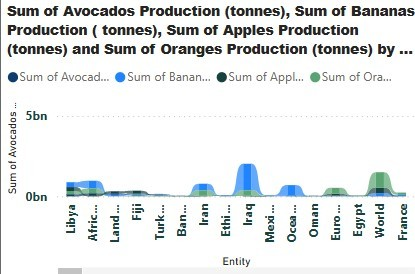 Sum of Avocados Production (tonnes), Sum of Bananas
Production ( tonnes), Sum of Apples Production
(tonnes) and Sum of Oranges Production (tonnes) by ...
Sum of Avocad... Sum of Banan... Sum of Appl... Sum of Ora...
Sum of Avocados ...
5bn
0bn
Libya
Afric...
Land...
Fiji
Turk...
Ban...
Iran
Ethi...
Iraq
Mexi...
Ocea...
Oman
Euro...
Egypt
World
France
Entity